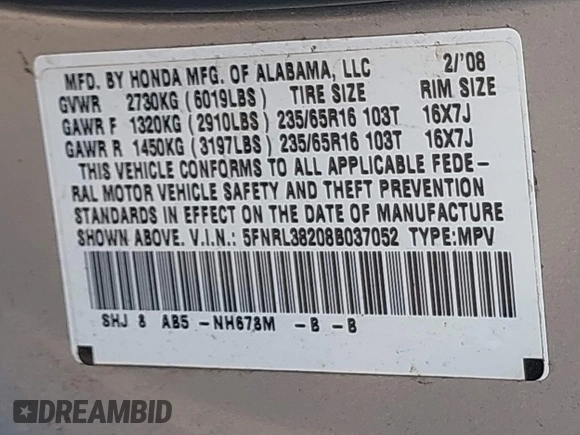 MFD. BY HONDA MFG. OF ALABAMA, LLC 2/'08
GVWR 2730KG (6019LBS) TIRE SIZE RIM SIZE
GAWR F 1320KG (2910LBS) 235/65R16 103T 16X7J
GAWR R 1450KG (3197LBS) 235/65R16 103T 16X7J
THIS VEHICLE CONFORMS TO ALL APPLICABLE FEDE-
RAL MOTOR VEHICLE SAFETY AND THEFT PREVENTION
STANDARDS IN EFFECT ON THE DATE OF MANUFACTURE
SHOWN ABOVE. V.I.N.: 5FNRL38208B037052 TYPE:MPV
SHJ 8 AB5 -NH678M -B -B
DREAMBID